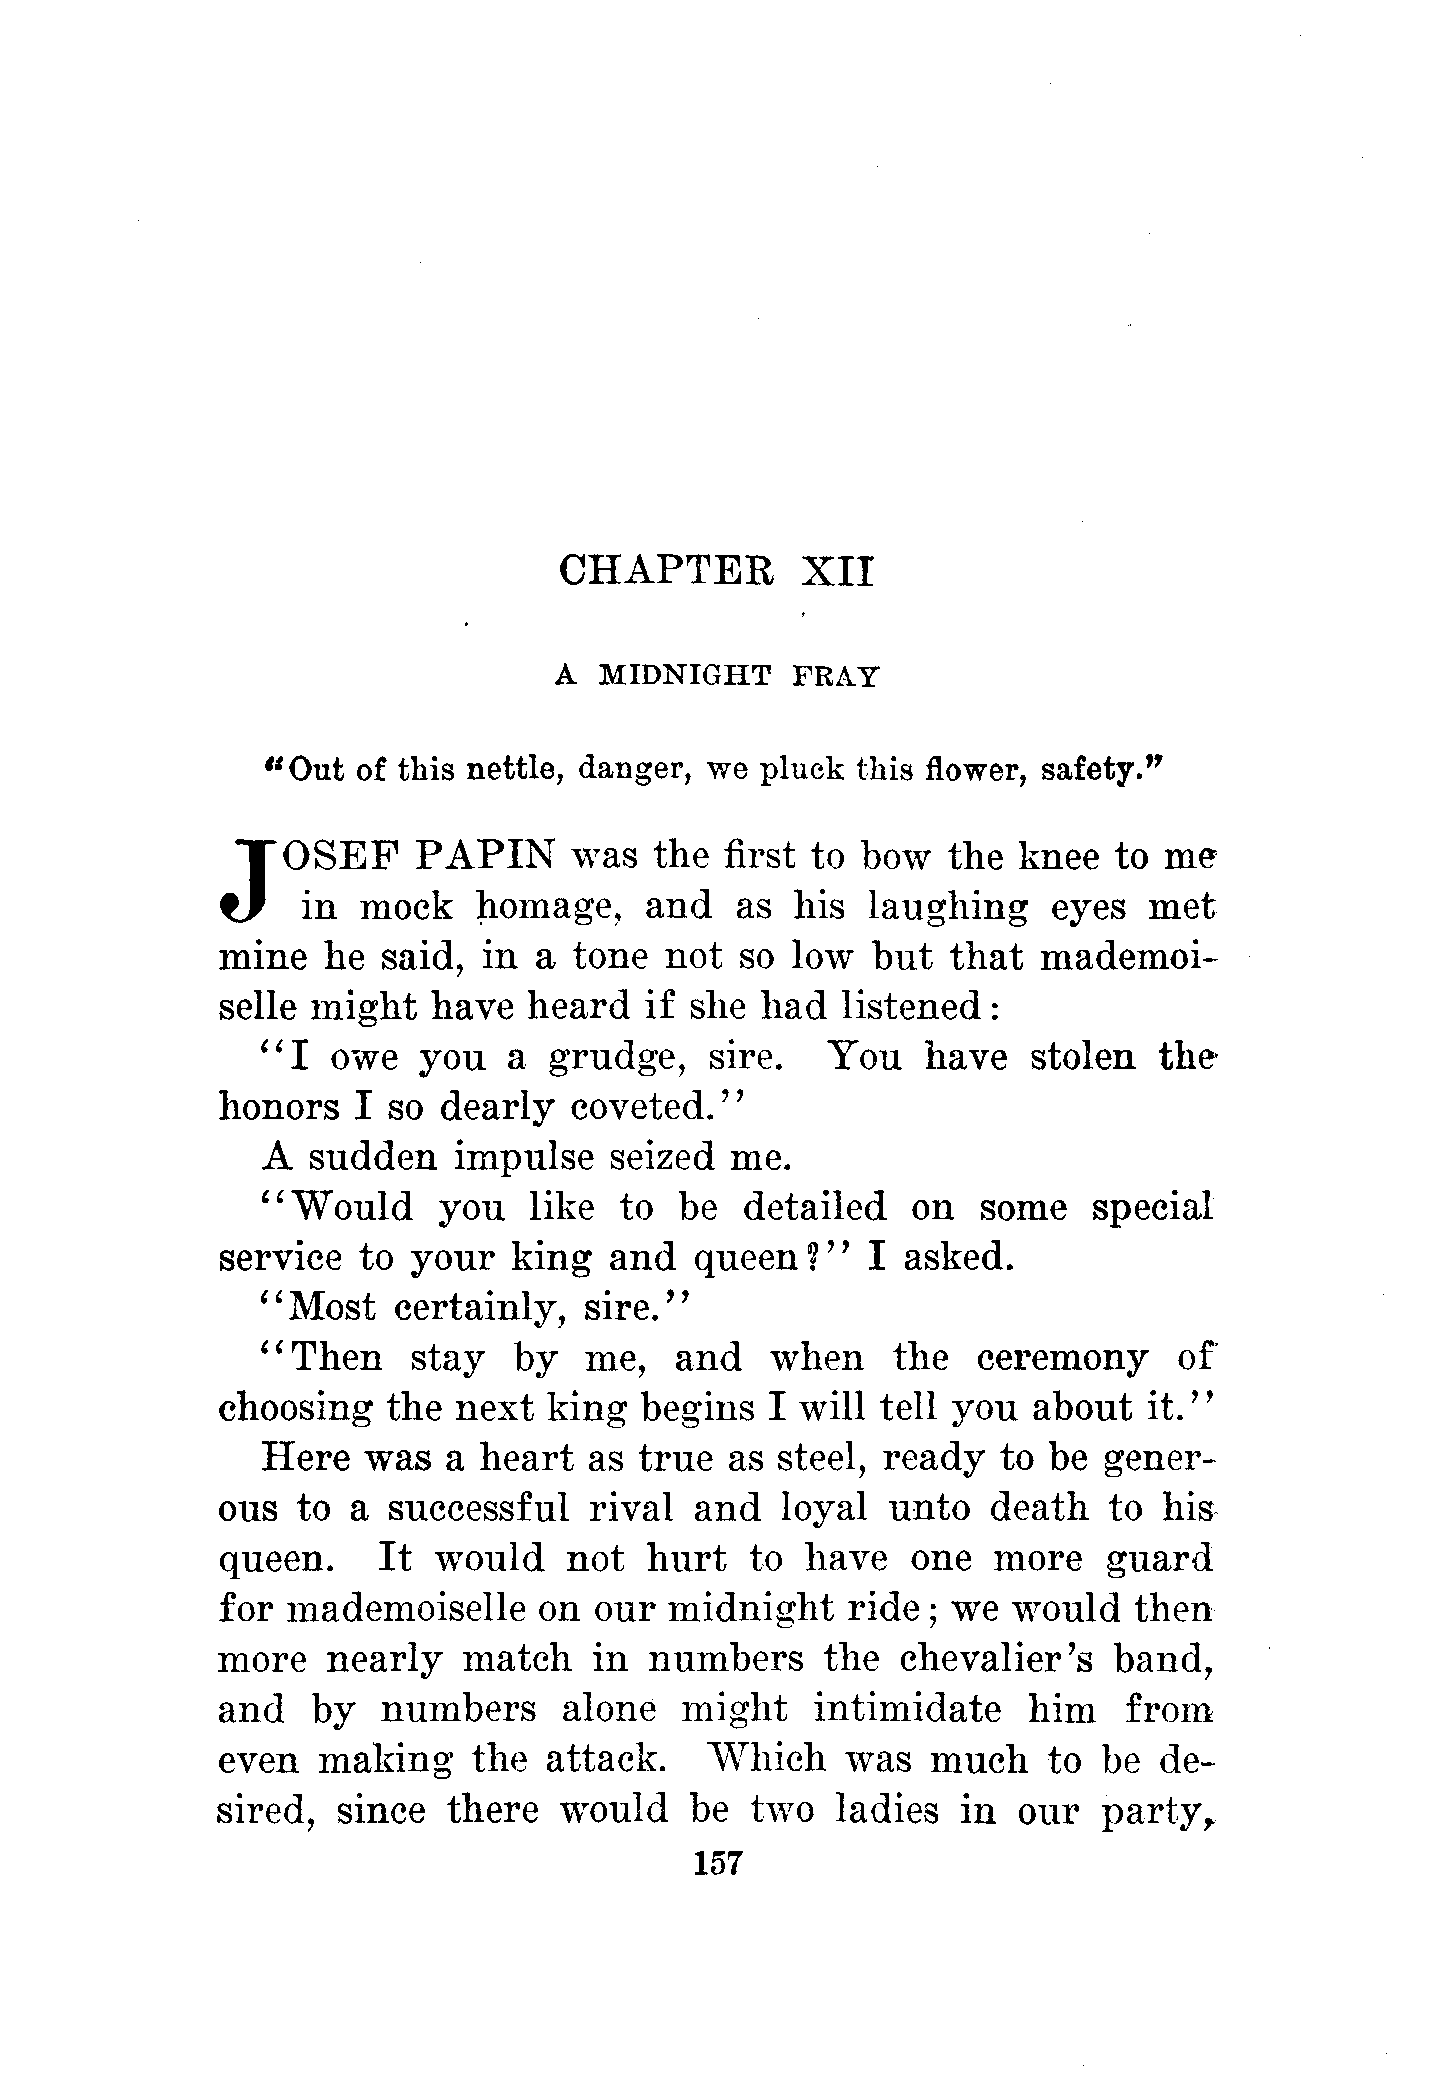 CHAPTER XII
A MIDNIGHT FRAY
"Out of this nettle, danger, we pluck this flower, safety."
JOSEF PAPIN was the first to bow the knee to me
in mock homage, and as his laughing eyes met
mine he said, in a tone not so low but that mademoi-
selle might have heard if she had listened:
"I owe you a grudge, sire. You have stolen the
honors I so dearly coveted."
A sudden impulse seized me.
"Would you like to be detailed on some special
service to your king and queen?" I asked.
"Most certainly, sire."
"Then stay by me, and when the ceremony of
choosing the next king begins I will tell you about it."
Here was a heart as true as steel, ready to be gener-
ous to a successful rival and loyal unto death to his
queen. It would not hurt to have one more guard
for mademoiselle on our midnight ride; we would then
more nearly match in numbers the chevalier's band,
and by numbers alone might intimidate him from
even making the attack. Which was much to be de-
sired, since there would be two ladies in our party,
157